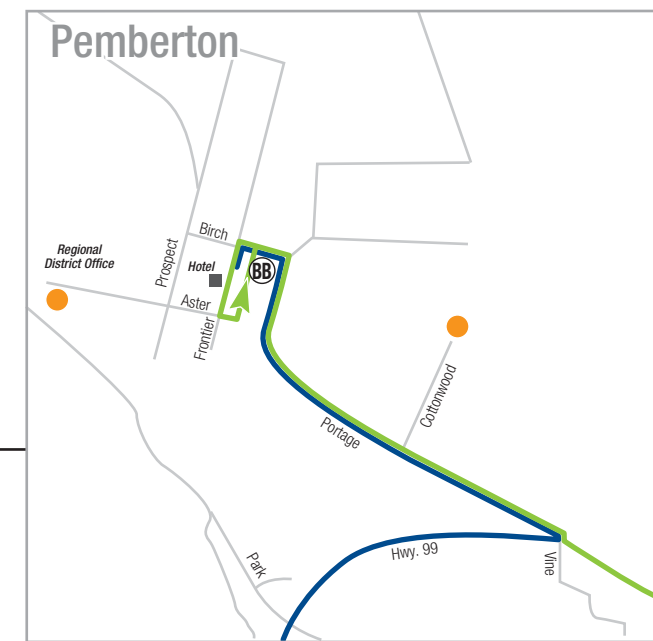 Pemberton
Birch
Regional
District Office
Prospect
Hotel
BB
Aster
Frontier
Cottonwood
Portage
Hwy. 99
Vine
Park